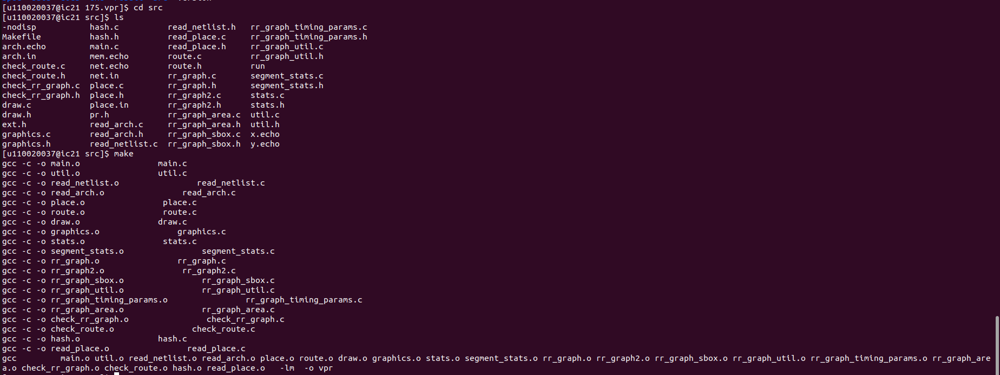 [u110020037@ic21 175.vpr]$ cd src
[u110020037@ic21 src]$ ls
-nodisp           hash.c          read_netlist.h   rr_graph_timing_params.c
Makefile          hash.h          read_place.c     rr_graph_timing_params.h
arch.echo         main.c          read_place.h     rr_graph_util.c
arch.in           mem.echo        route.c          rr_graph_util.h
check_route.c     net.echo        route.h          run
check_route.h     net.in          rr_graph.c       segment_stats.c
check_rr_graph.c  place.c         rr_graph.h       segment_stats.h
check_rr_graph.h  place.h         rr_graph2.c      stats.c
draw.c            place.in        rr_graph2.h      stats.h
draw.h            pr.h            rr_graph_area.c  util.c
ext.h             read_arch.c     rr_graph_area.h  util.h
graphics.c        read_arch.h     rr_graph_sbox.c  x.echo
graphics.h        read_netlist.c  rr_graph_sbox.h  y.echo
[u110020037@ic21 src]$ make
gcc -c -o main.o                main.c
gcc -c -o util.o                util.c
gcc -c -o read_netlist.o                read_netlist.c
gcc -c -o read_arch.o                read_arch.c
gcc -c -o place.o                place.c
gcc -c -o route.o                route.c
gcc -c -o draw.o                draw.c
gcc -c -o graphics.o                graphics.c
gcc -c -o stats.o                stats.c
gcc -c -o segment_stats.o                segment_stats.c
gcc -c -o rr_graph.o                rr_graph.c
gcc -c -o rr_graph2.o                rr_graph2.c
gcc -c -o rr_graph_sbox.o                rr_graph_sbox.c
gcc -c -o rr_graph_util.o                rr_graph_util.c
gcc -c -o rr_graph_timing_params.o                rr_graph_timing_params.c
gcc -c -o rr_graph_area.o                rr_graph_area.c
gcc -c -o check_rr_graph.o                check_rr_graph.c
gcc -c -o check_route.o                check_route.c
gcc -c -o hash.o                hash.c
gcc -c -o read_place.o                read_place.c
gcc         main.o util.o read_netlist.o read_arch.o place.o route.o draw.o graphics.o stats.o segment_stats.o rr_graph.o rr_graph2.o rr_graph_sbox.o rr_graph_util.o rr_graph_timing_params.o rr_graph_are
a.o check_rr_graph.o check_route.o hash.o read_place.o   -lm  -o vpr